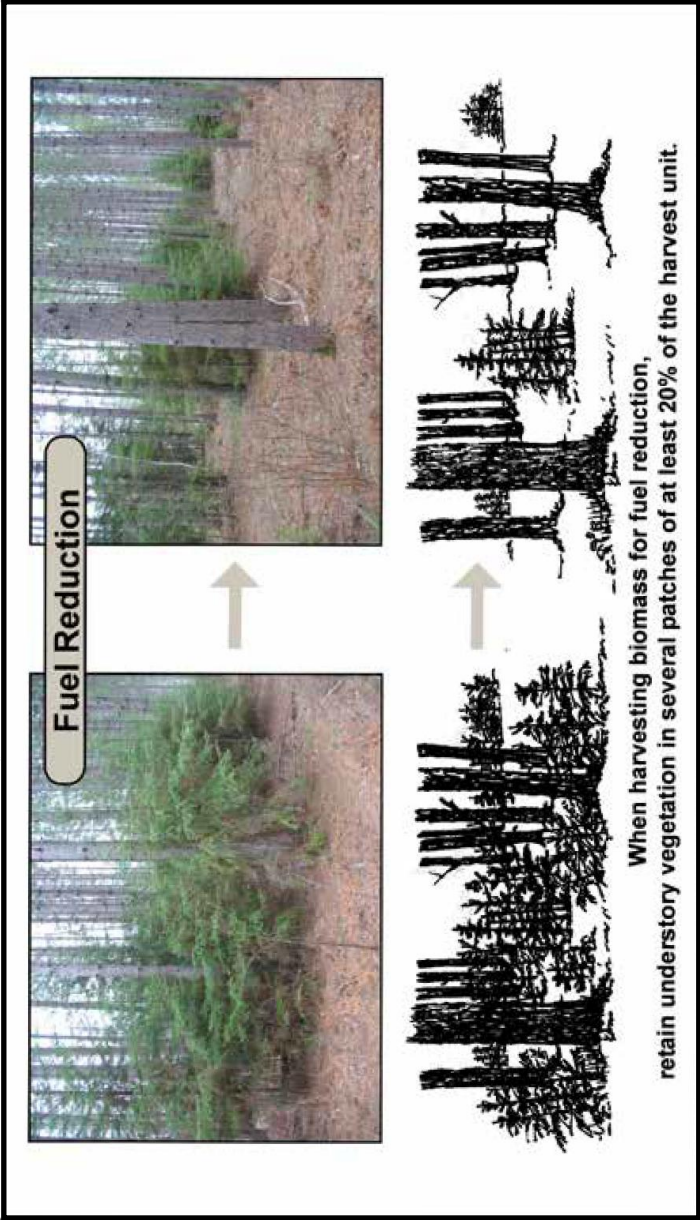 Fuel Reduction
When harvesting biomass for fuel reduction,
retain understory vegetation in several patches of at least 20% of the harvest unit.